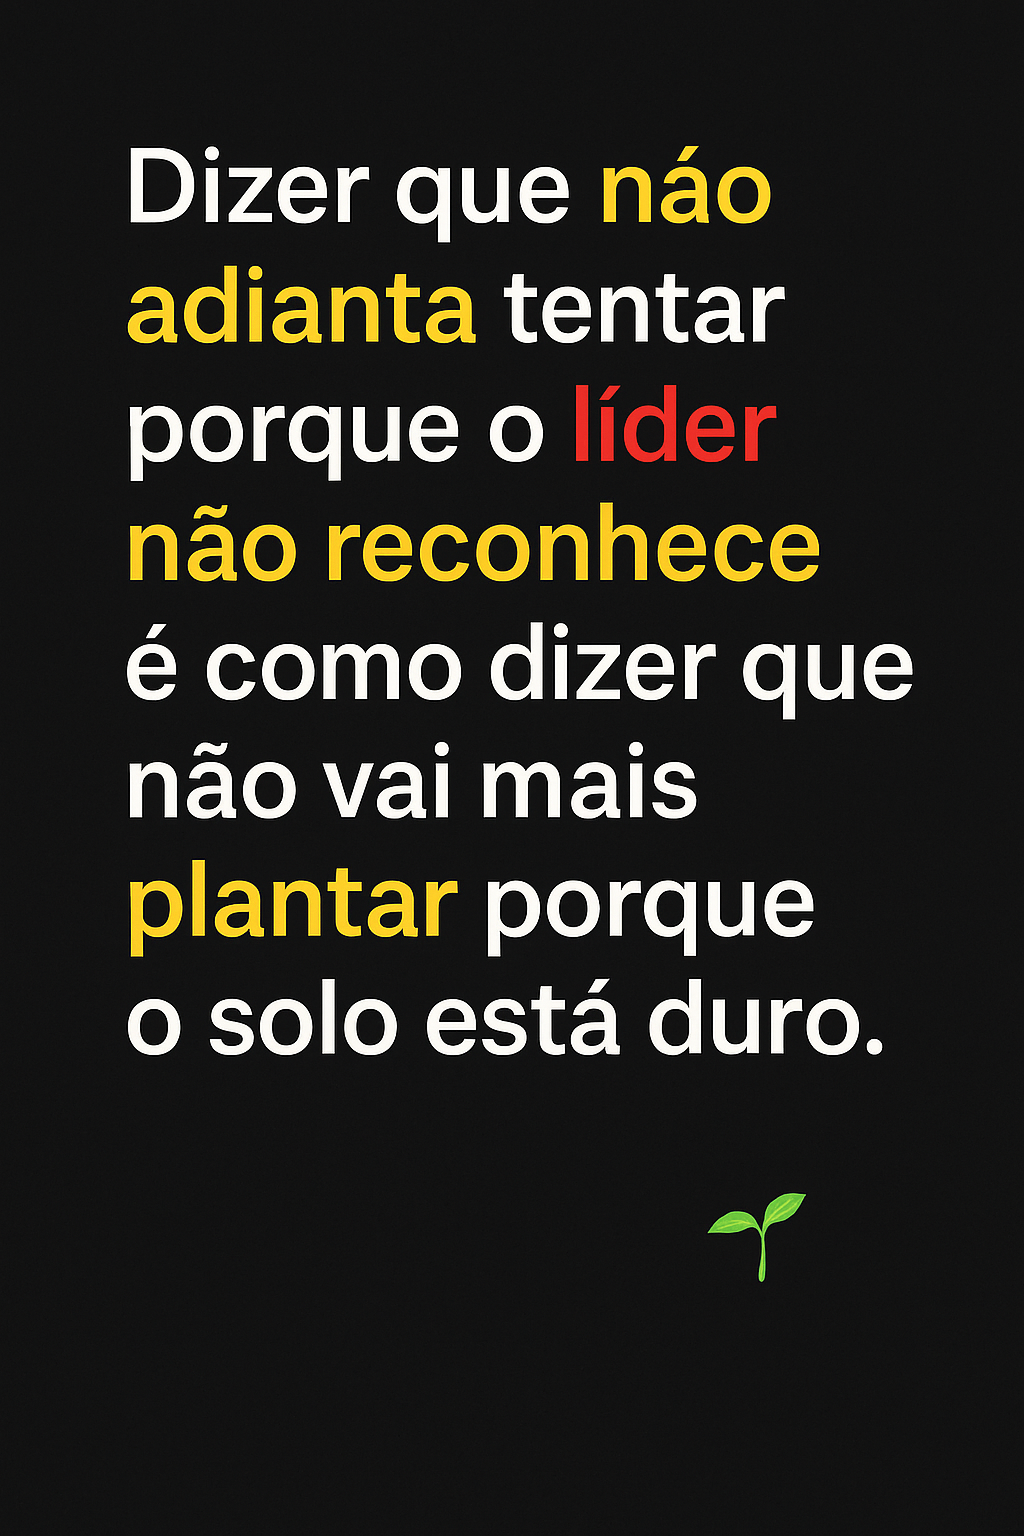 Dizer que náo
adianta tentar
porque o líder
não reconhece
é como dizer que
não vai mais
plantar porque
o solo está duro.